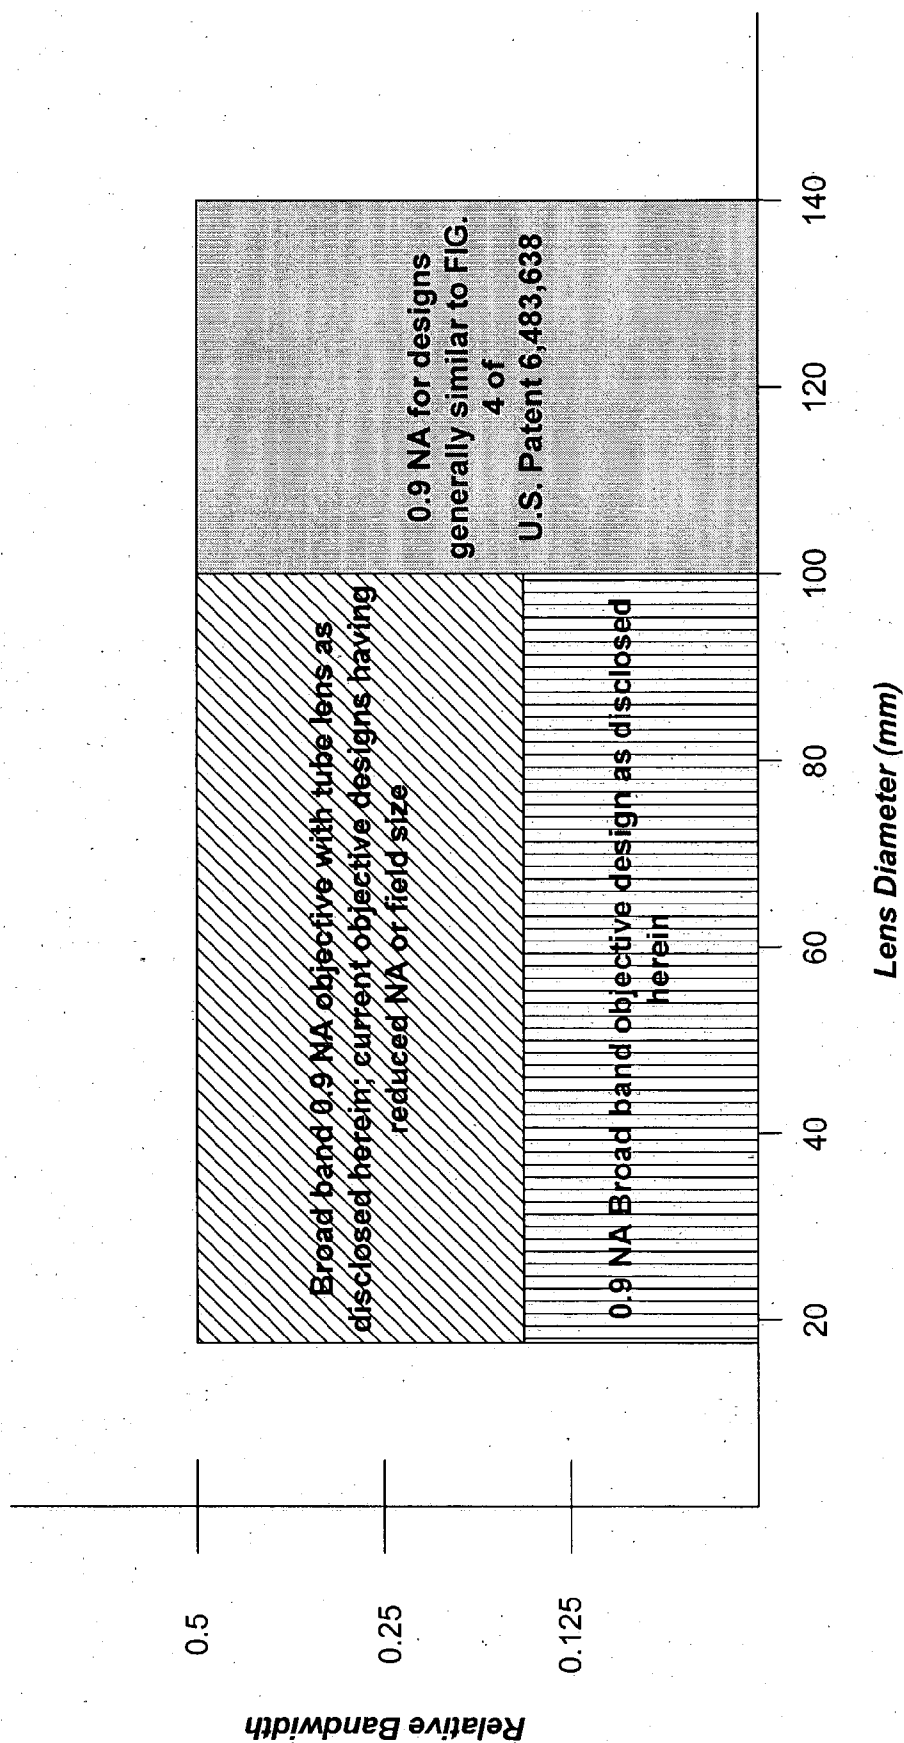 Relative Bandwidth
0.5
0.25
0.125
Broad band 0.9 NA objective with tube lens as
disclosed herein; current objective designs having
reduced NA or field size
0.9 NA Broad band objective design as disclosed
herein
0.9 NA for designs
generally similar to FIG.
4 of
U.S. Patent 6,483,638
20
40
60
80
100
120
140
Lens Diameter (mm)